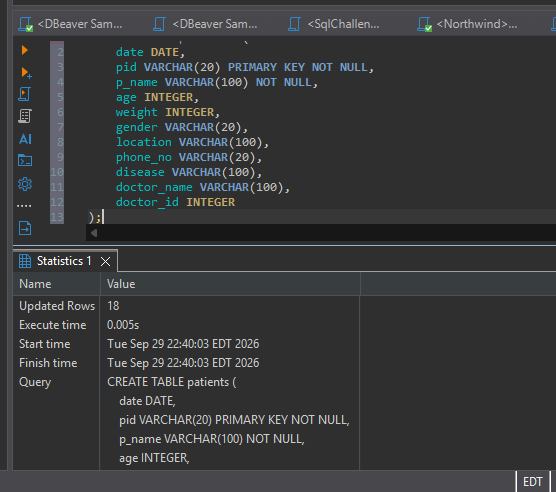 <DBeaver Sam...
<DBeaver Sam...
<SqlChallen...
<Northwind>...
2 date DATE,
3 pid VARCHAR(20) PRIMARY KEY NOT NULL,
4 p_name VARCHAR(100) NOT NULL,
5 age INTEGER,
6 weight INTEGER,
7 gender VARCHAR(20),
8 location VARCHAR(100),
9 phone_no VARCHAR(20),
10 disease VARCHAR(100),
11 doctor_name VARCHAR(100),
12 doctor_id INTEGER
13 );
AI
Statistics 1
Name Value
Updated Rows 18
Execute time 0.005s
Start time Tue Sep 29 22:40:03 EDT 2026
Finish time Tue Sep 29 22:40:03 EDT 2026
Query CREATE TABLE patients (
date DATE,
pid VARCHAR(20) PRIMARY KEY NOT NULL,
p_name VARCHAR(100) NOT NULL,
age INTEGER,
EDT